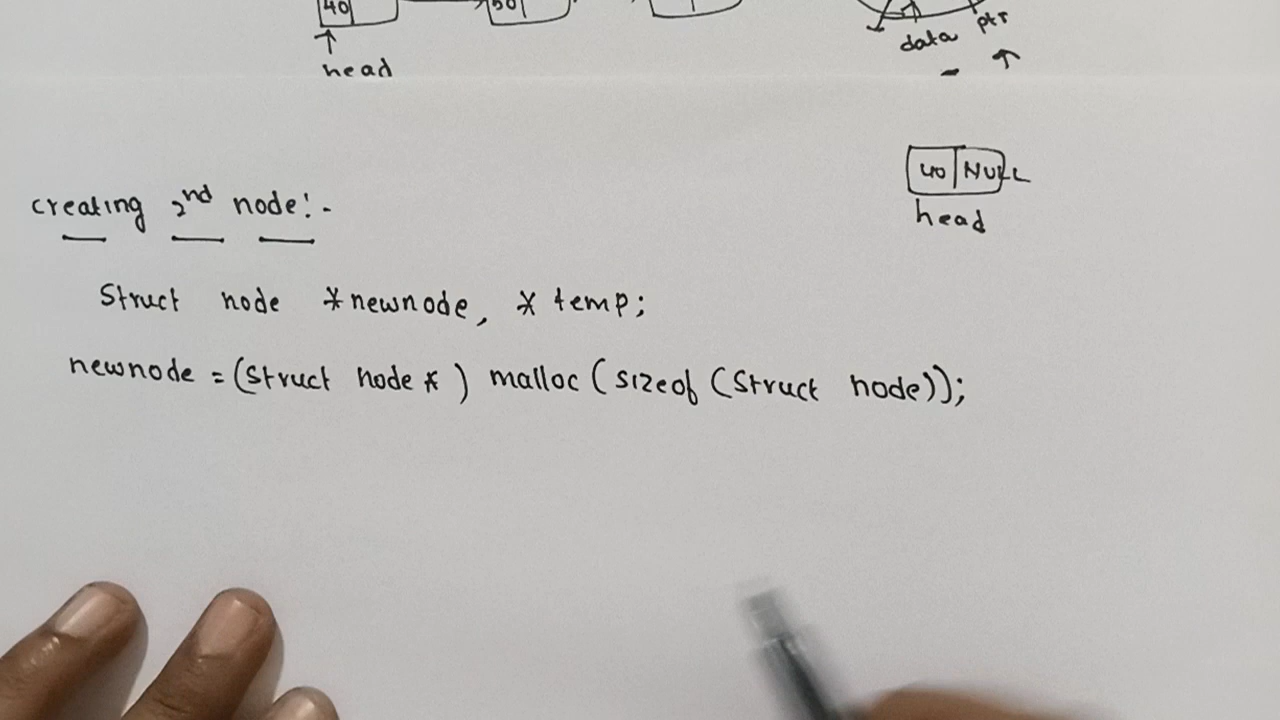 40 50
data ptr
head
40 NULL
head
creating 2nd node:-
Struct node *newnode, * temp;
newnode = (Struct node *) malloc (sizeof (Struct node));